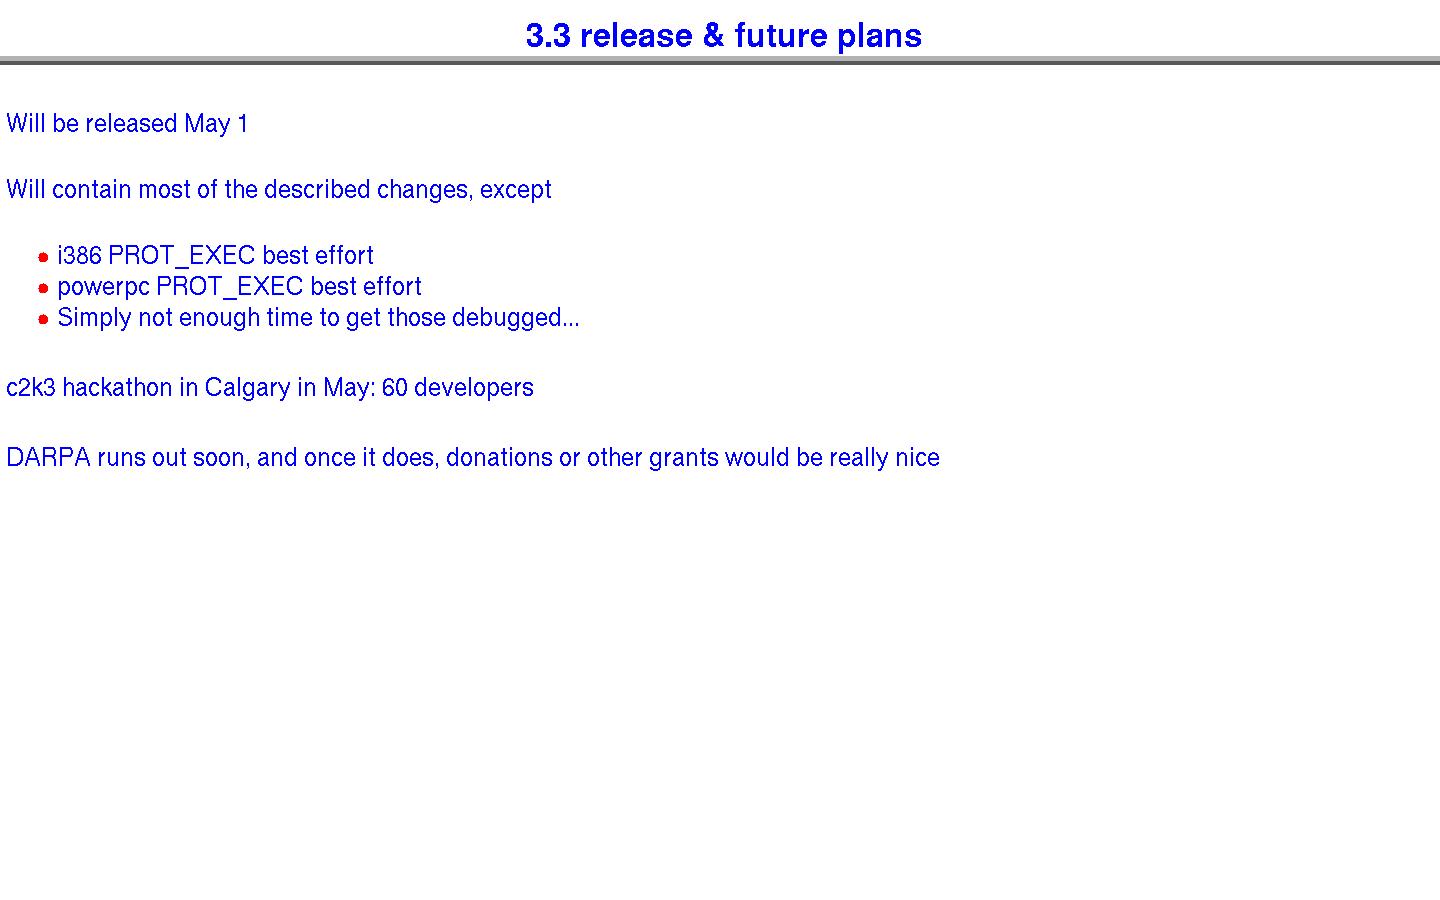 3.3 release & future plans
Will be released May 1
Will contain most of the described changes, except
• i386 PROT_EXEC best effort
• powerpc PROT_EXEC best effort
• Simply not enough time to get those debugged...
c2k3 hackathon in Calgary in May: 60 developers
DARPA runs out soon, and once it does, donations or other grants would be really nice